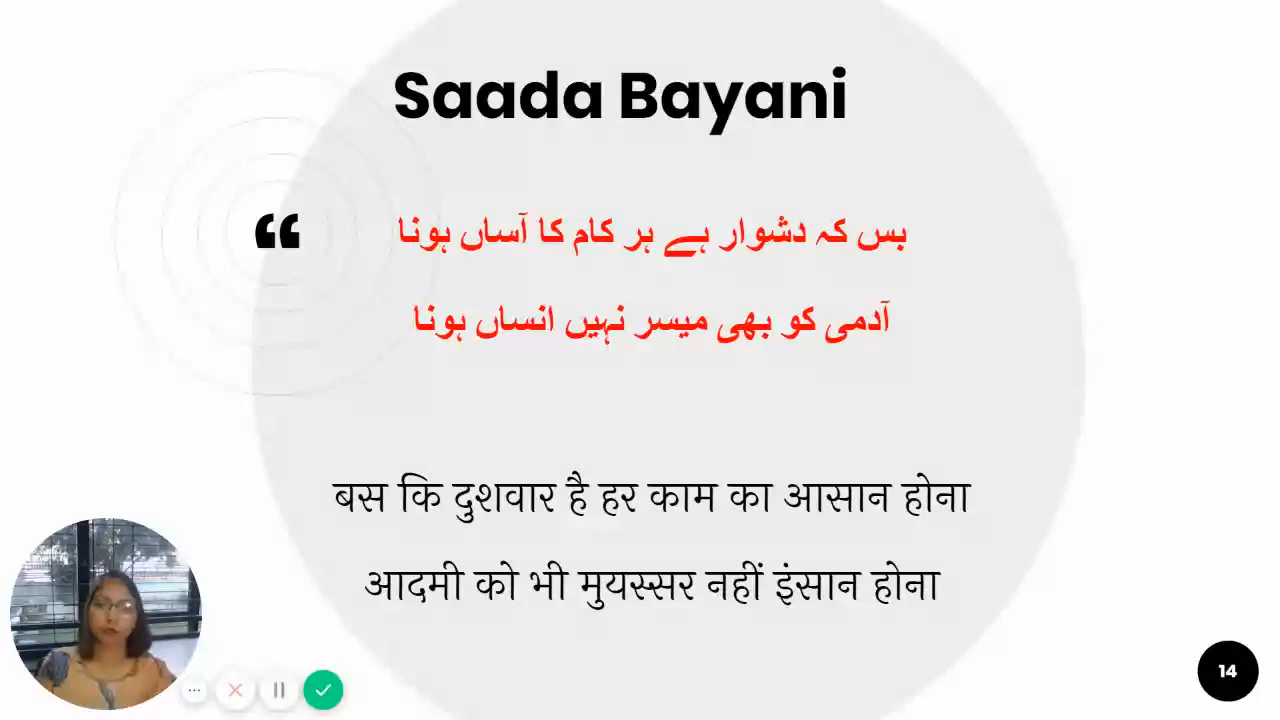 Saada Bayani
“
بس کہ دشوار ہے ہر کام کا آساں ہونا
آدمی کو بھی میسر نہیں انساں ہونا
बस कि दुशवार है हर काम का आसान होना
आदमी को भी मुयस्सर नहीं इंसान होना
14